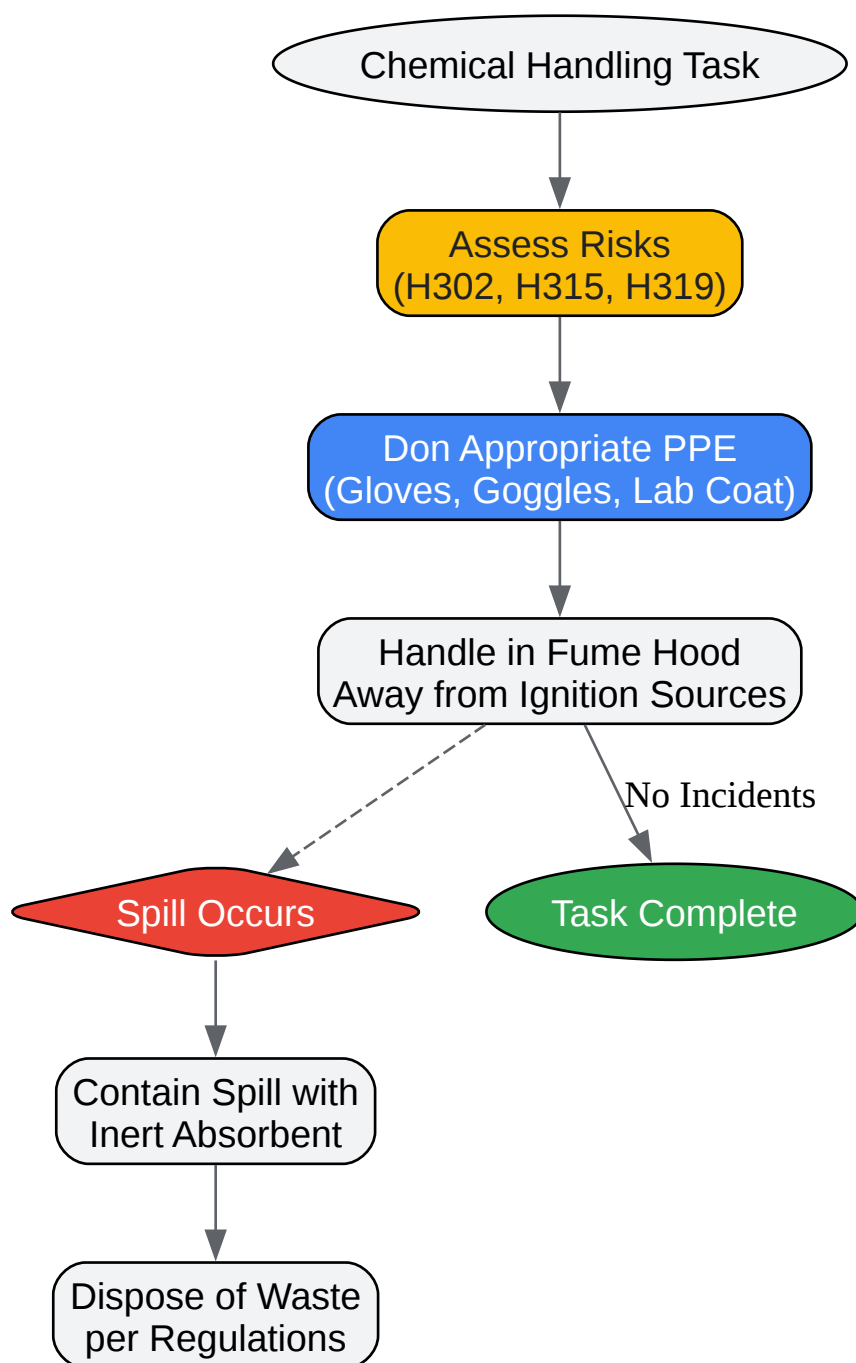 Chemical Handling Task
Assess Risks
(H302, H315, H319)
Don Appropriate PPE
(Gloves, Goggles, Lab Coat)
Handle in Fume Hood
Away from Ignition Sources
No Incidents
Spill Occurs
Task Complete
Contain Spill with
Inert Absorbent
Dispose of Waste
per Regulations